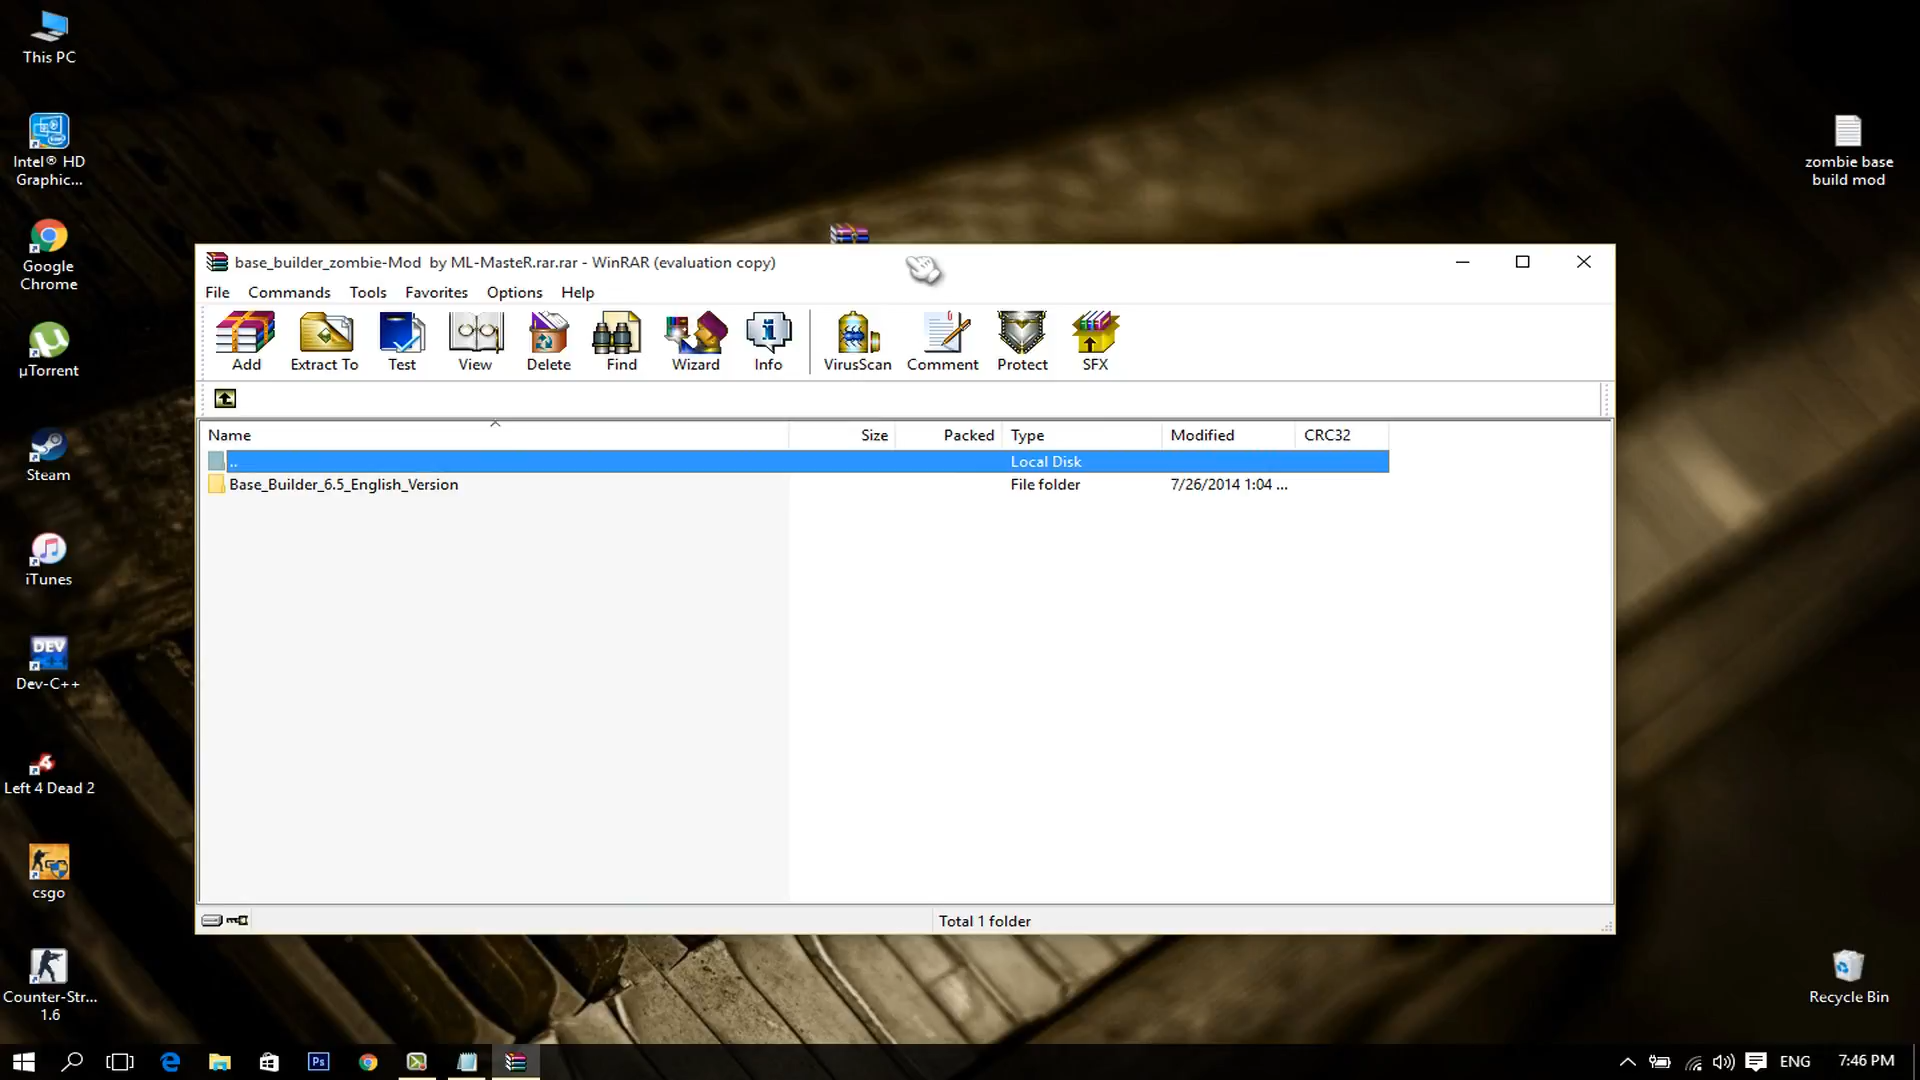 This PC
Intel® HD
Graphic...
Google
Chrome
µTorrent
Steam
iTunes
DEV
Dev-C++
Left 4 Dead 2
csgo
Counter-Str...
1.6
zombie base
build mod
Recycle Bin
base_builder_zombie-Mod  by ML-MasteR.rar.rar - WinRAR (evaluation copy)
File Commands Tools Favorites Options Help
Add Extract To Test View Delete Find Wizard Info VirusScan Comment Protect SFX
Name Size Packed Type Modified CRC32
.. Local Disk
Base_Builder_6.5_English_Version File folder 7/26/2014 1:04 ...
Total 1 folder
Ps ENG 7:46 PM